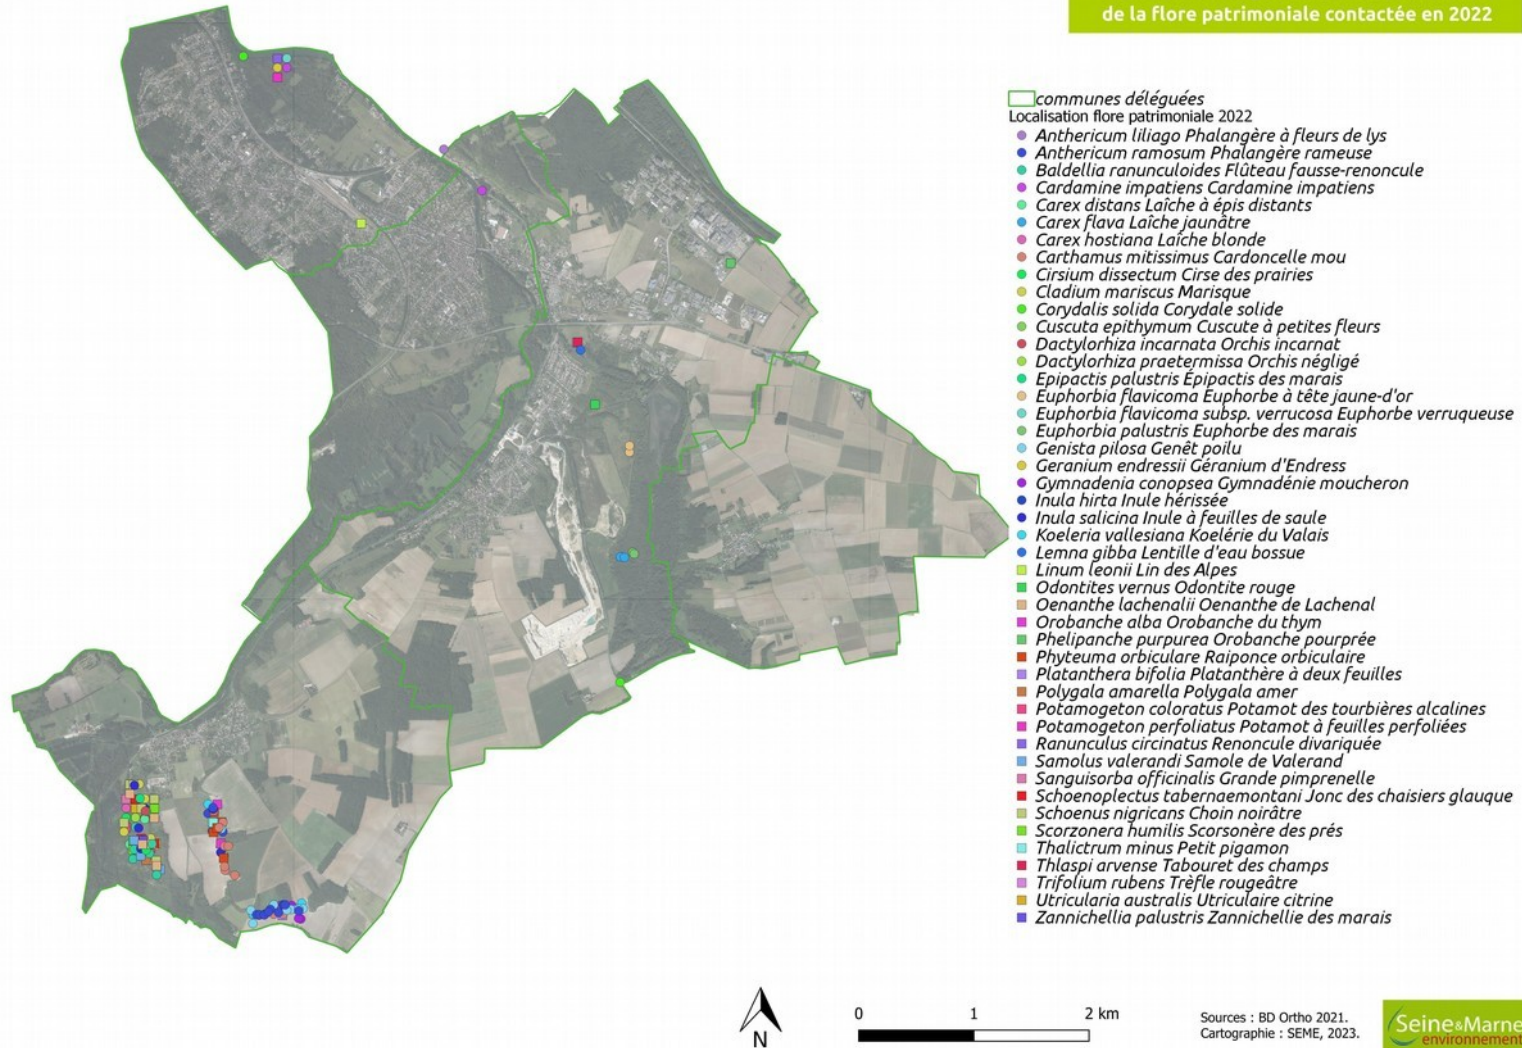 de la flore patrimoniale contactée en 2022
communes déléguées
Localisation flore patrimoniale 2022
Anthericum liliago Phalangère à fleurs de lys
Anthericum ramosum Phalangère rameuse
Baldellia ranunculoides Flûteau fausse-renoncule
Cardamine impatiens Cardamine impatiens
Carex distans Laîche à épis distants
Carex flava Laîche jaunâtre
Carex hostiana Laîche blonde
Carthamus mitissimus Cardoncelle mou
Cirsium dissectum Cirse des prairies
Cladium mariscus Marisque
Corydalis solida Corydale solide
Cuscuta epithymum Cuscute à petites fleurs
Dactylorhiza incarnata Orchis incarnat
Dactylorhiza praetermissa Orchis négligé
Epipactis palustris Épipactis des marais
Euphorbia flavicoma Euphorbe à tête jaune-d'or
Euphorbia flavicoma subsp. verrucosa Euphorbe verruqueuse
Euphorbia palustris Euphorbe des marais
Genista pilosa Genêt poilu
Geranium endressii Géranium d'Endress
Gymnadenia conopsea Gymnadénie moucheron
Inula hirta Inule hérissée
Inula salicina Inule à feuilles de saule
Koeleria vallesiana Koelérie du Valais
Lemna gibba Lentille d'eau bossue
Linum leonii Lin des Alpes
Odontites vernus Odontite rouge
Oenanthe lachenalii Oenanthe de Lachenal
Orobanche alba Orobanche du thym
Phelipanche purpurea Orobanche pourprée
Phyteuma orbiculare Raiponce orbiculaire
Platanthera bifolia Platanthère à deux feuilles
Polygala amarella Polygala amer
Potamogeton coloratus Potamot des tourbières alcalines
Potamogeton perfoliatus Potamot à feuilles perfoliées
Ranunculus circinatus Renoncule divariquée
Samolus valerandi Samole de Valerand
Sanguisorba officinalis Grande pimprenelle
Schoenoplectus tabernaemontani Jonc des chaisiers glauque
Schoenus nigricans Choin noirâtre
Scorzonera humilis Scorsonère des prés
Thalictrum minus Petit pigamon
Thlaspi arvense Tabouret des champs
Trifolium rubens Trèfle rougeâtre
Utricularia australis Utriculaire citrine
Zannichellia palustris Zannichellie des marais
N
0 1 2 km
Sources : BD Ortho 2021.
Cartographie : SEME, 2023.
Seine&Marne
environnement